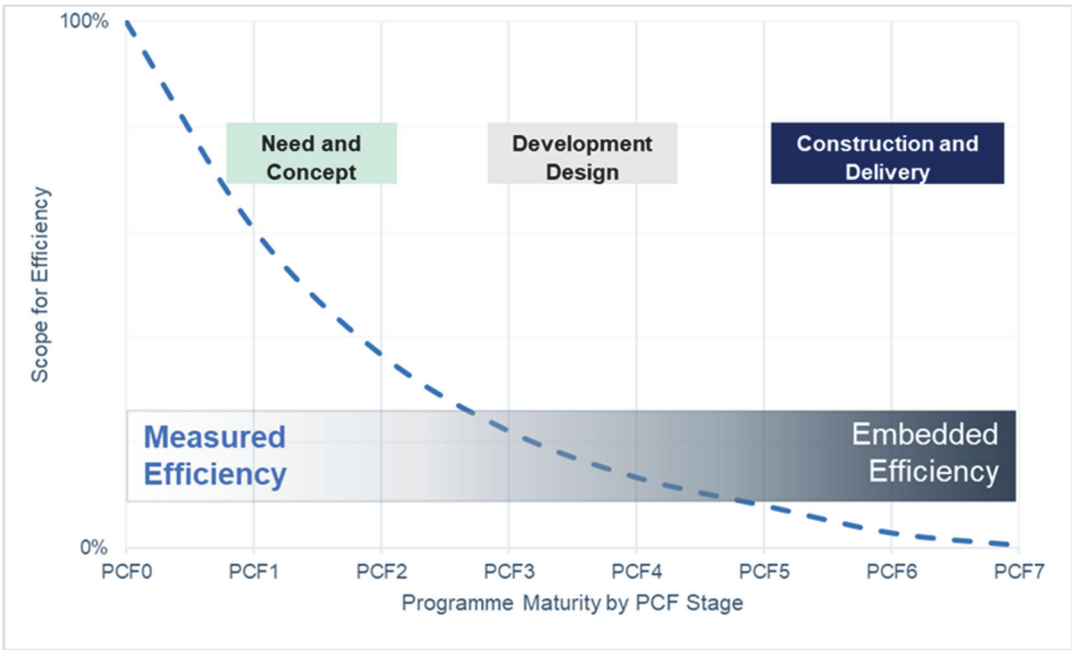 100%
Need and
Concept
Development
Design
Construction and
Delivery
Scope for Efficiency
Measured
Efficiency
Embedded
Efficiency
0%
PCF0 PCF1 PCF2 PCF3 PCF4 PCF5 PCF6 PCF7
Programme Maturity by PCF Stage